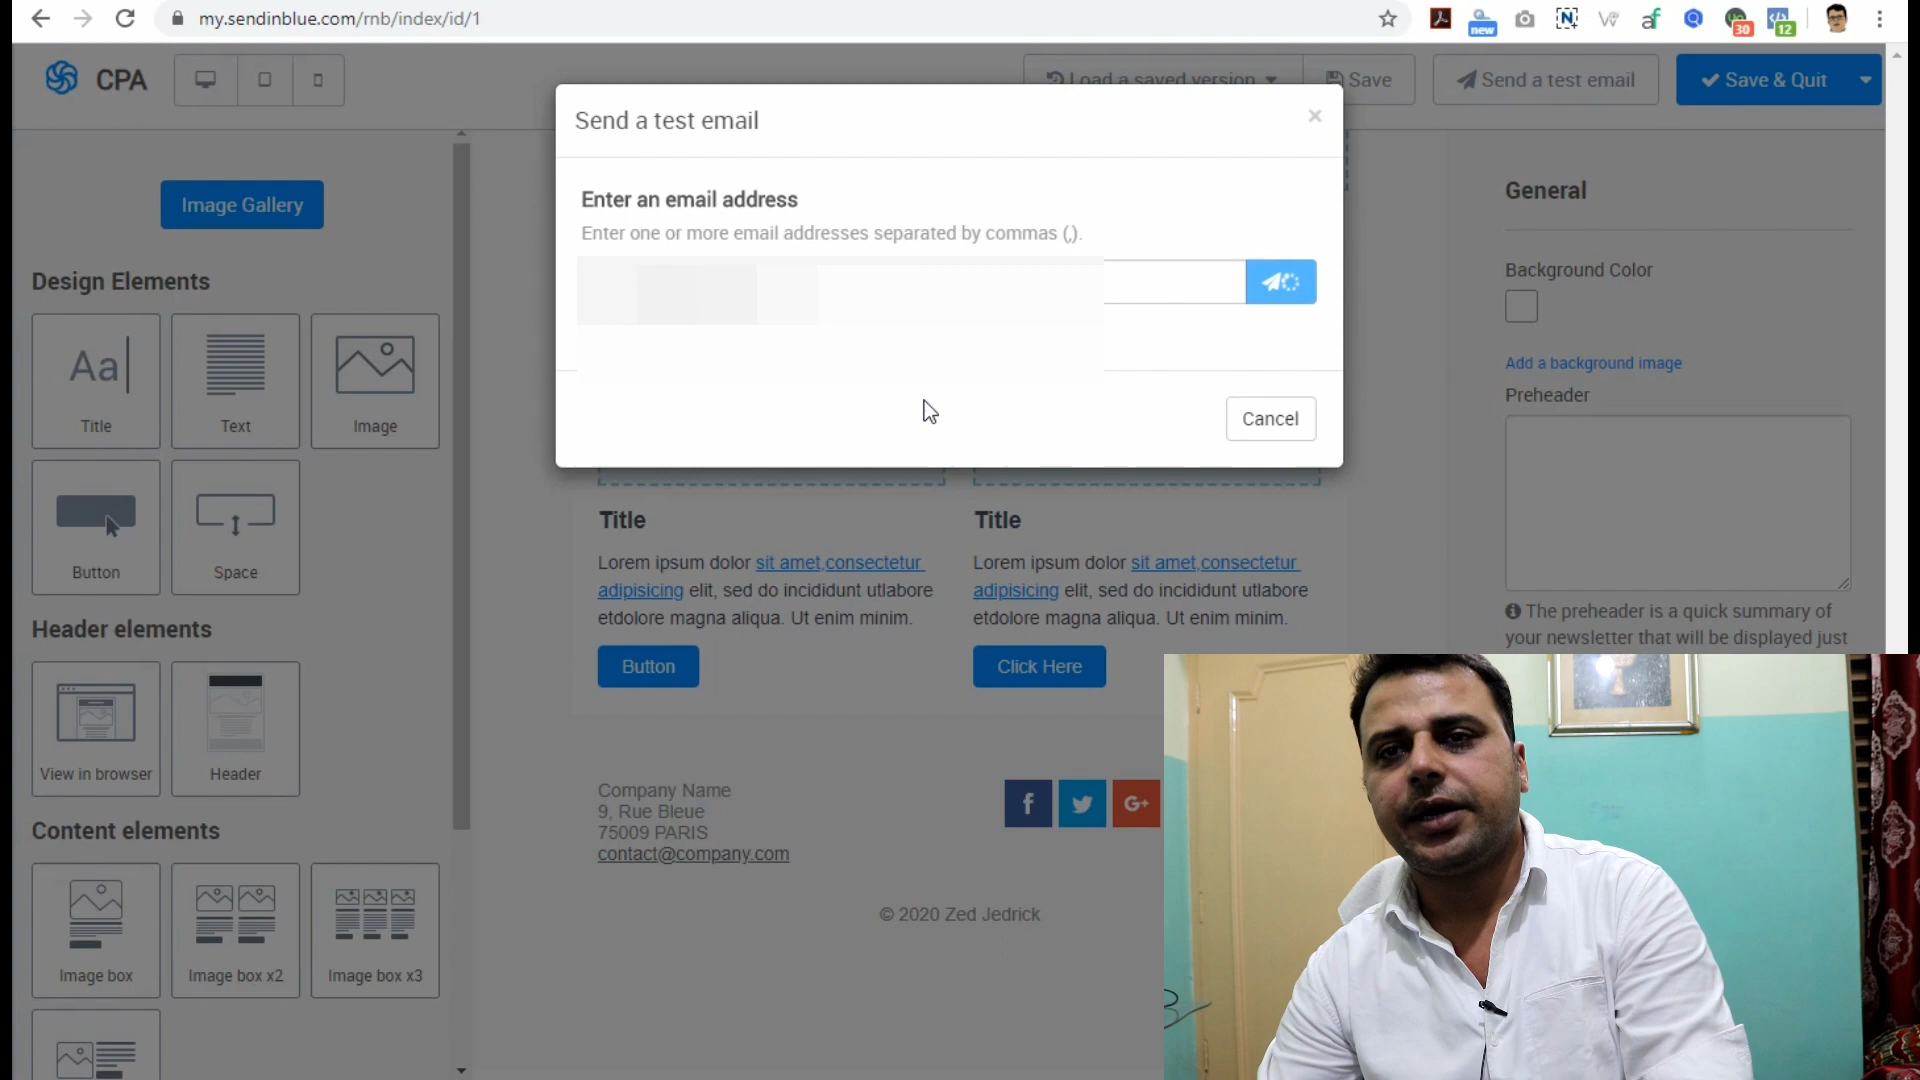 my.sendinblue.com/rnb/index/id/1
new
30
12
CPA
Load a saved version
Save
Send a test email
Save & Quit
Send a test email
×
Enter an email address
Enter one or more email addresses separated by commas (,).
Cancel
Image Gallery
Design Elements
Aa
Title
Text
Image
Button
Space
Header elements
View in browser
Header
Content elements
Image box
Image box x2
Image box x3
Title
Lorem ipsum dolor sit amet,consectetur
adipisicing elit, sed do incididunt utlabore
etdolore magna aliqua. Ut enim minim.
Button
Title
Lorem ipsum dolor sit amet,consectetur
adipisicing elit, sed do incididunt utlabore
etdolore magna aliqua. Ut enim minim.
Click Here
Company Name
9, Rue Bleue
75009 PARIS
contact@company.com
f
G+
© 2020 Zed Jedrick
General
Background Color
Add a background image
Preheader
The preheader is a quick summary of
your newsletter that will be displayed just